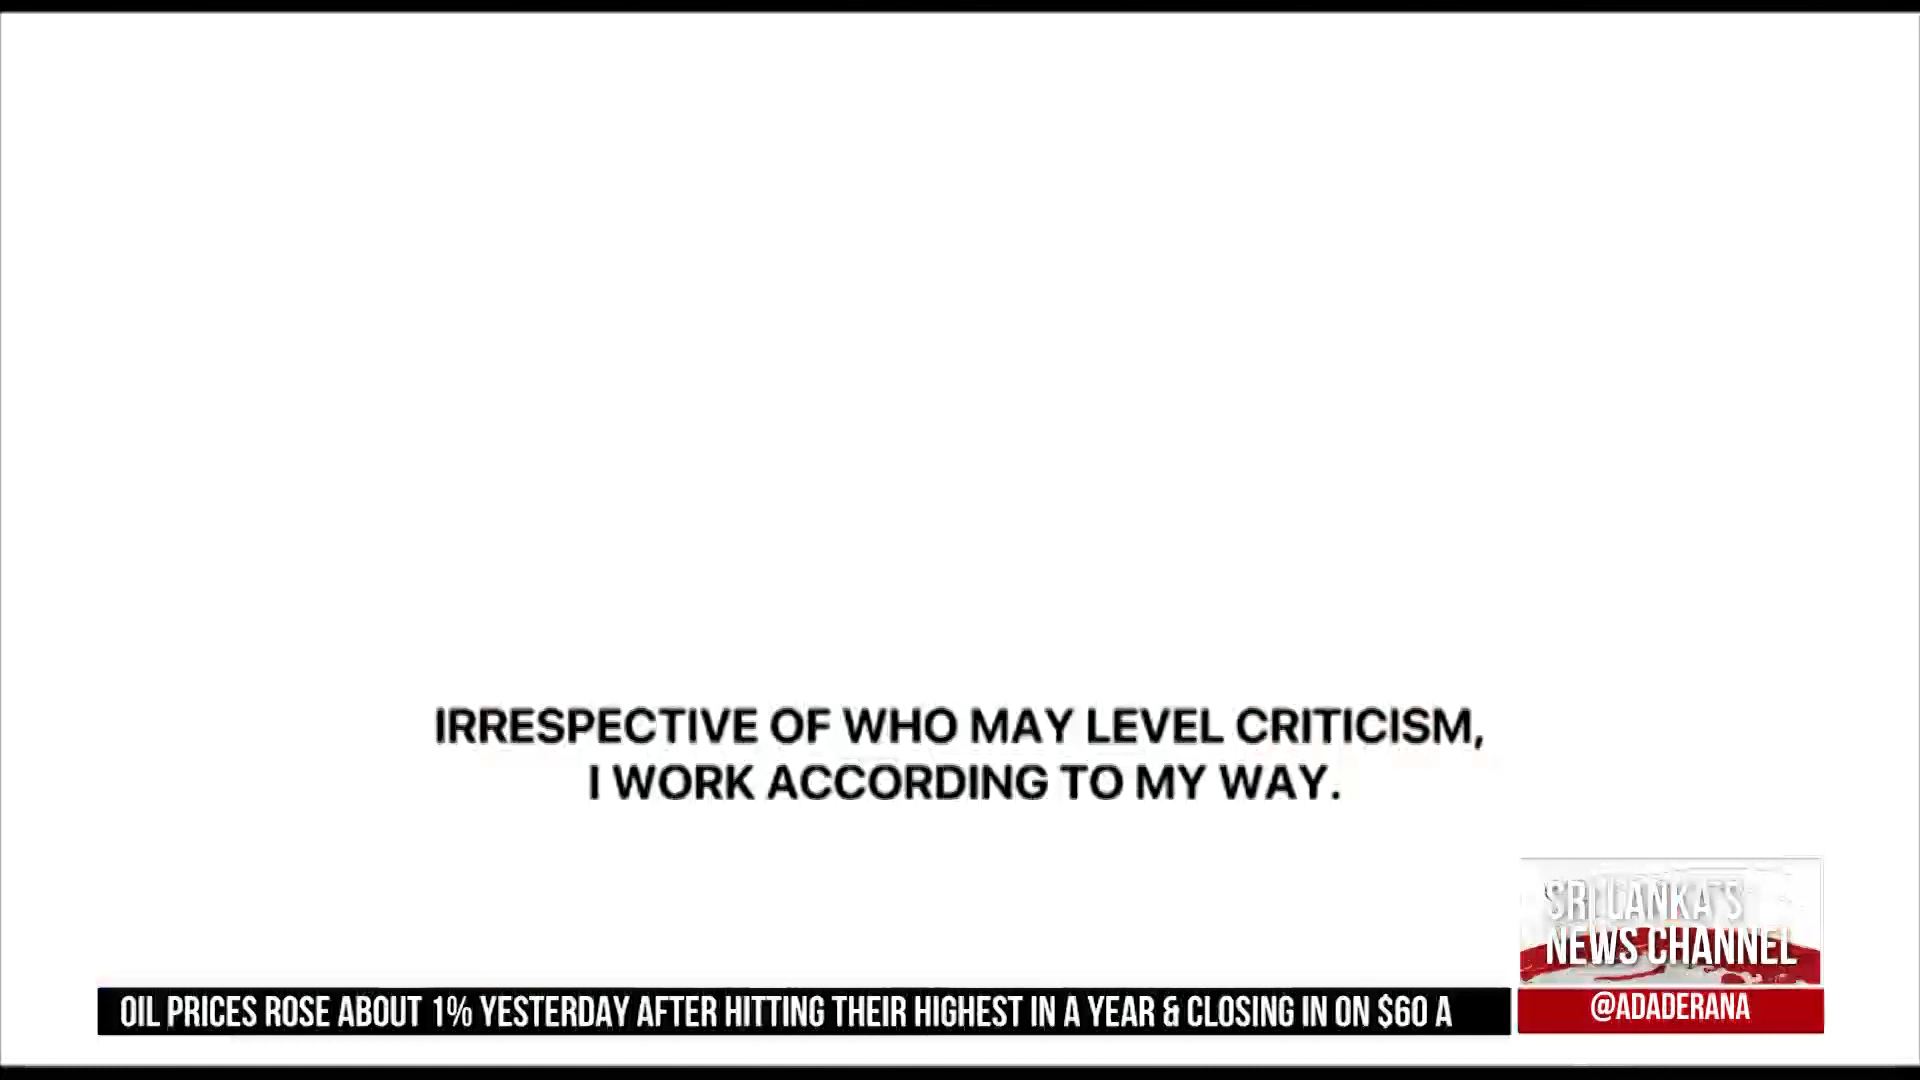 IRRESPECTIVE OF WHO MAY LEVEL CRITICISM,
I WORK ACCORDING TO MY WAY.
SRI LANKA'S
NEWS CHANNEL
OIL PRICES ROSE ABOUT 1% YESTERDAY AFTER HITTING THEIR HIGHEST IN A YEAR & CLOSING IN ON $60 A
@ADADERANA